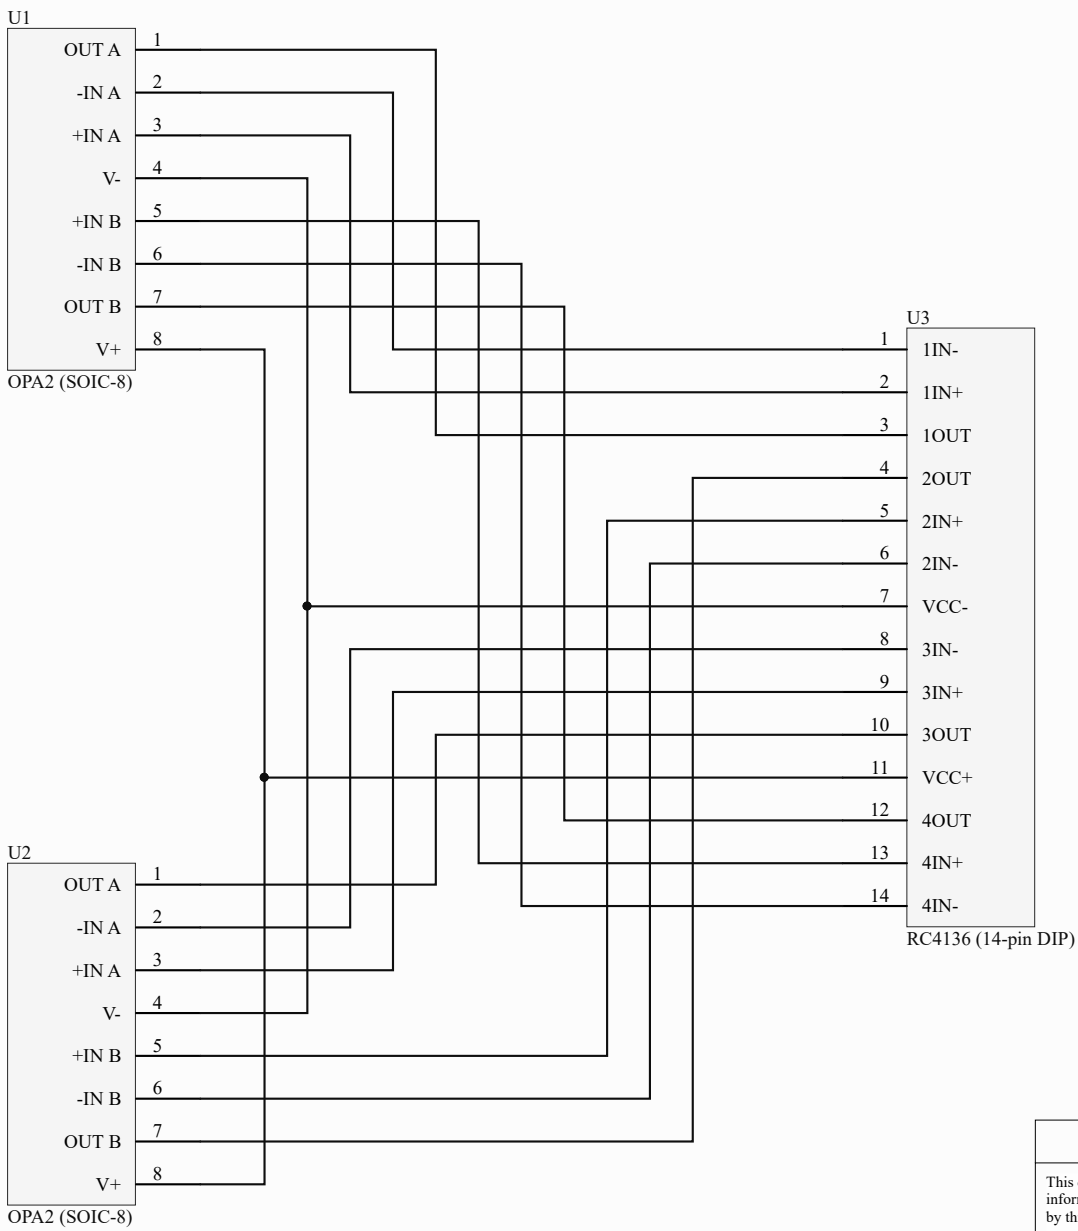 U1
OUT A 1
-IN A 2
+IN A 3
V- 4
+IN B 5
-IN B 6
OUT B 7
V+ 8
OPA2 (SOIC-8)
U3
1 1IN-
2 1IN+
3 1OUT
4 2OUT
5 2IN+
6 2IN-
7 VCC-
8 3IN-
9 3IN+
10 3OUT
11 VCC+
12 4OUT
13 4IN+
14 4IN-
RC4136 (14-pin DIP)
U2
OUT A 1
-IN A 2
+IN A 3
V- 4
+IN B 5
-IN B 6
OUT B 7
V+ 8
OPA2 (SOIC-8)
This
by